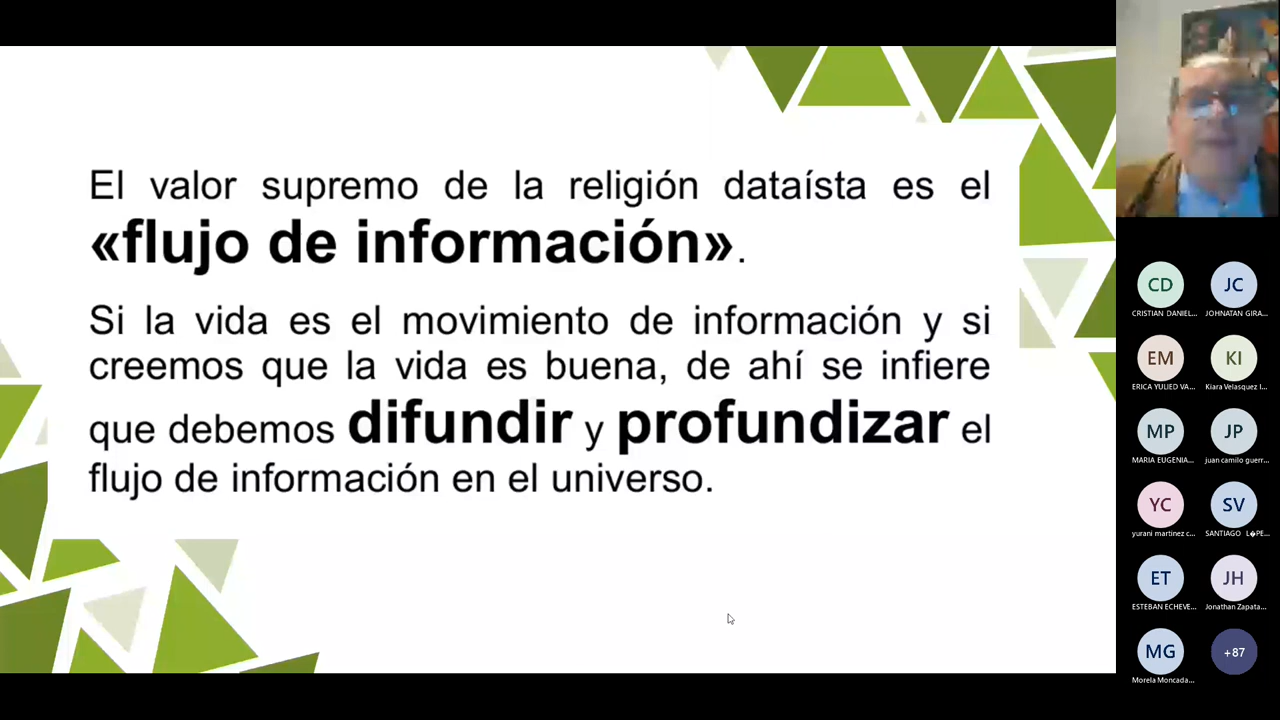 El valor supremo de la religión dataísta es el
«flujo de información».
Si la vida es el movimiento de información y si
creemos que la vida es buena, de ahí se infiere
que debemos difundir y profundizar el
flujo de información en el universo.
CD
JC
CRISTIAN DANIEL...
JOHNATAN GIRA...
EM
KI
ERICA YULIED VA...
Kiara Velasquez I...
MP
JP
MARIA EUGENIA...
juan camilo guerr...
YC
SV
yurani martinez c...
SANTIAGO L�PE...
ET
JH
ESTEBAN ECHEVE...
Jonathan Zapata...
MG
+87
Morela Moncada...